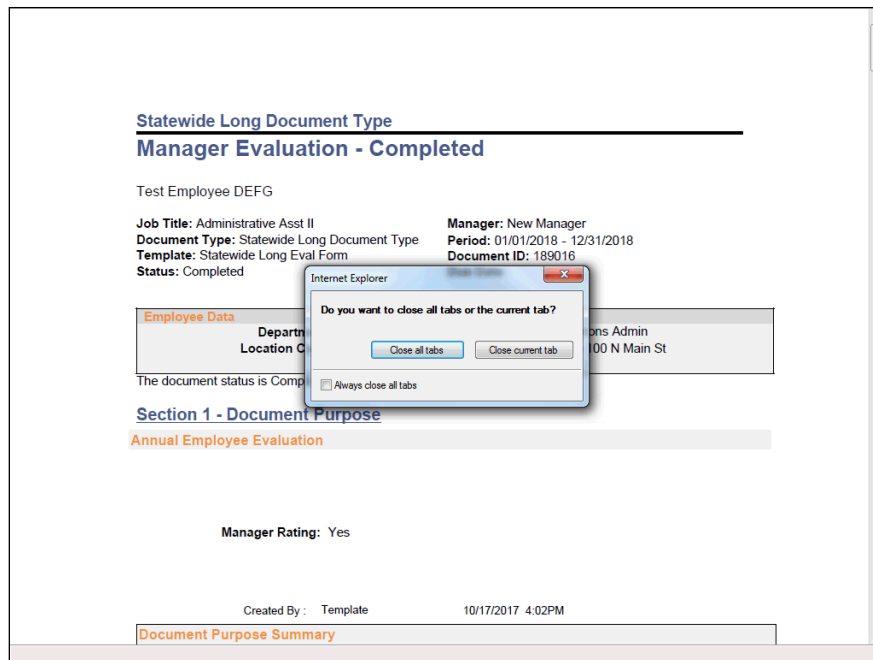 Statewide Long Document Type
Manager Evaluation - Completed
Test Employee DEFG
Job Title: Administrative Asst II Manager: New Manager
Document Type: Statewide Long Document Type Period: 01/01/2018 - 12/31/2018
Template: Statewide Long Eval Form Document ID: 189016
Status: Completed
Internet Explorer
Do you want to close all tabs or the current tab?
Close all tabs Close current tab
Always close all tabs
Employee Data
Admin
Location 100 N Main St
The document status is
Section 1 - Document Purpose
Annual Employee Evaluation
Manager Rating: Yes
Created By : Template 10/17/2017 4:02PM
Document Purpose Summary